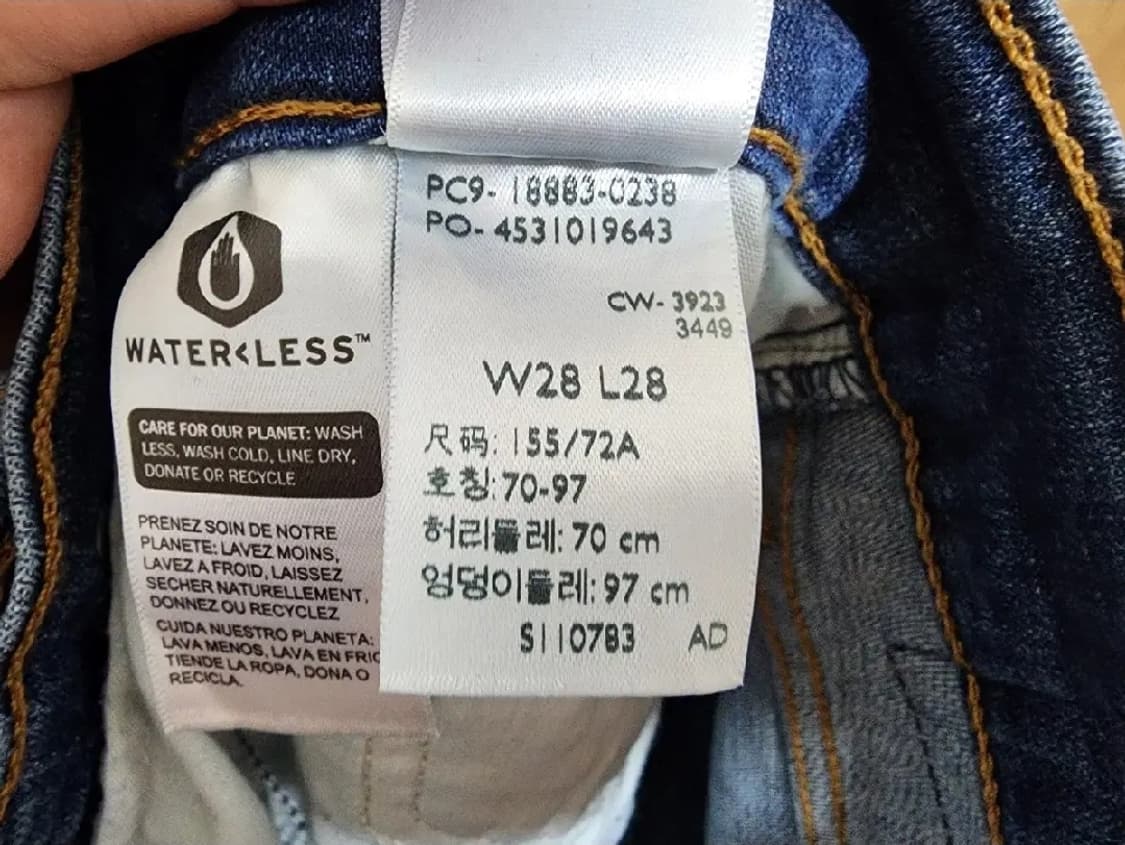 WATER<LESS™
CARE FOR OUR PLANET: WASH
LESS, WASH COLD, LINE DRY,
DONATE OR RECYCLE
PRENEZ SOIN DE NOTRE
PLANETE: LAVEZ MOINS,
LAVEZ A FROID, LAISSEZ
SECHER NATURELLEMENT,
DONNEZ OU RECYCLEZ
CUIDA NUESTRO PLANETA:
LAVA MENOS, LAVA EN FRIO
TIENDE LA ROPA, DONA O
RECICLA.
PC9- 18883-0238
PO- 4531019643
CW- 3923
3449
W28 L28
尺码: 155/72A
호칭: 70-97
허리둘레: 70 cm
엉덩이둘레: 97 cm
S110783 AD